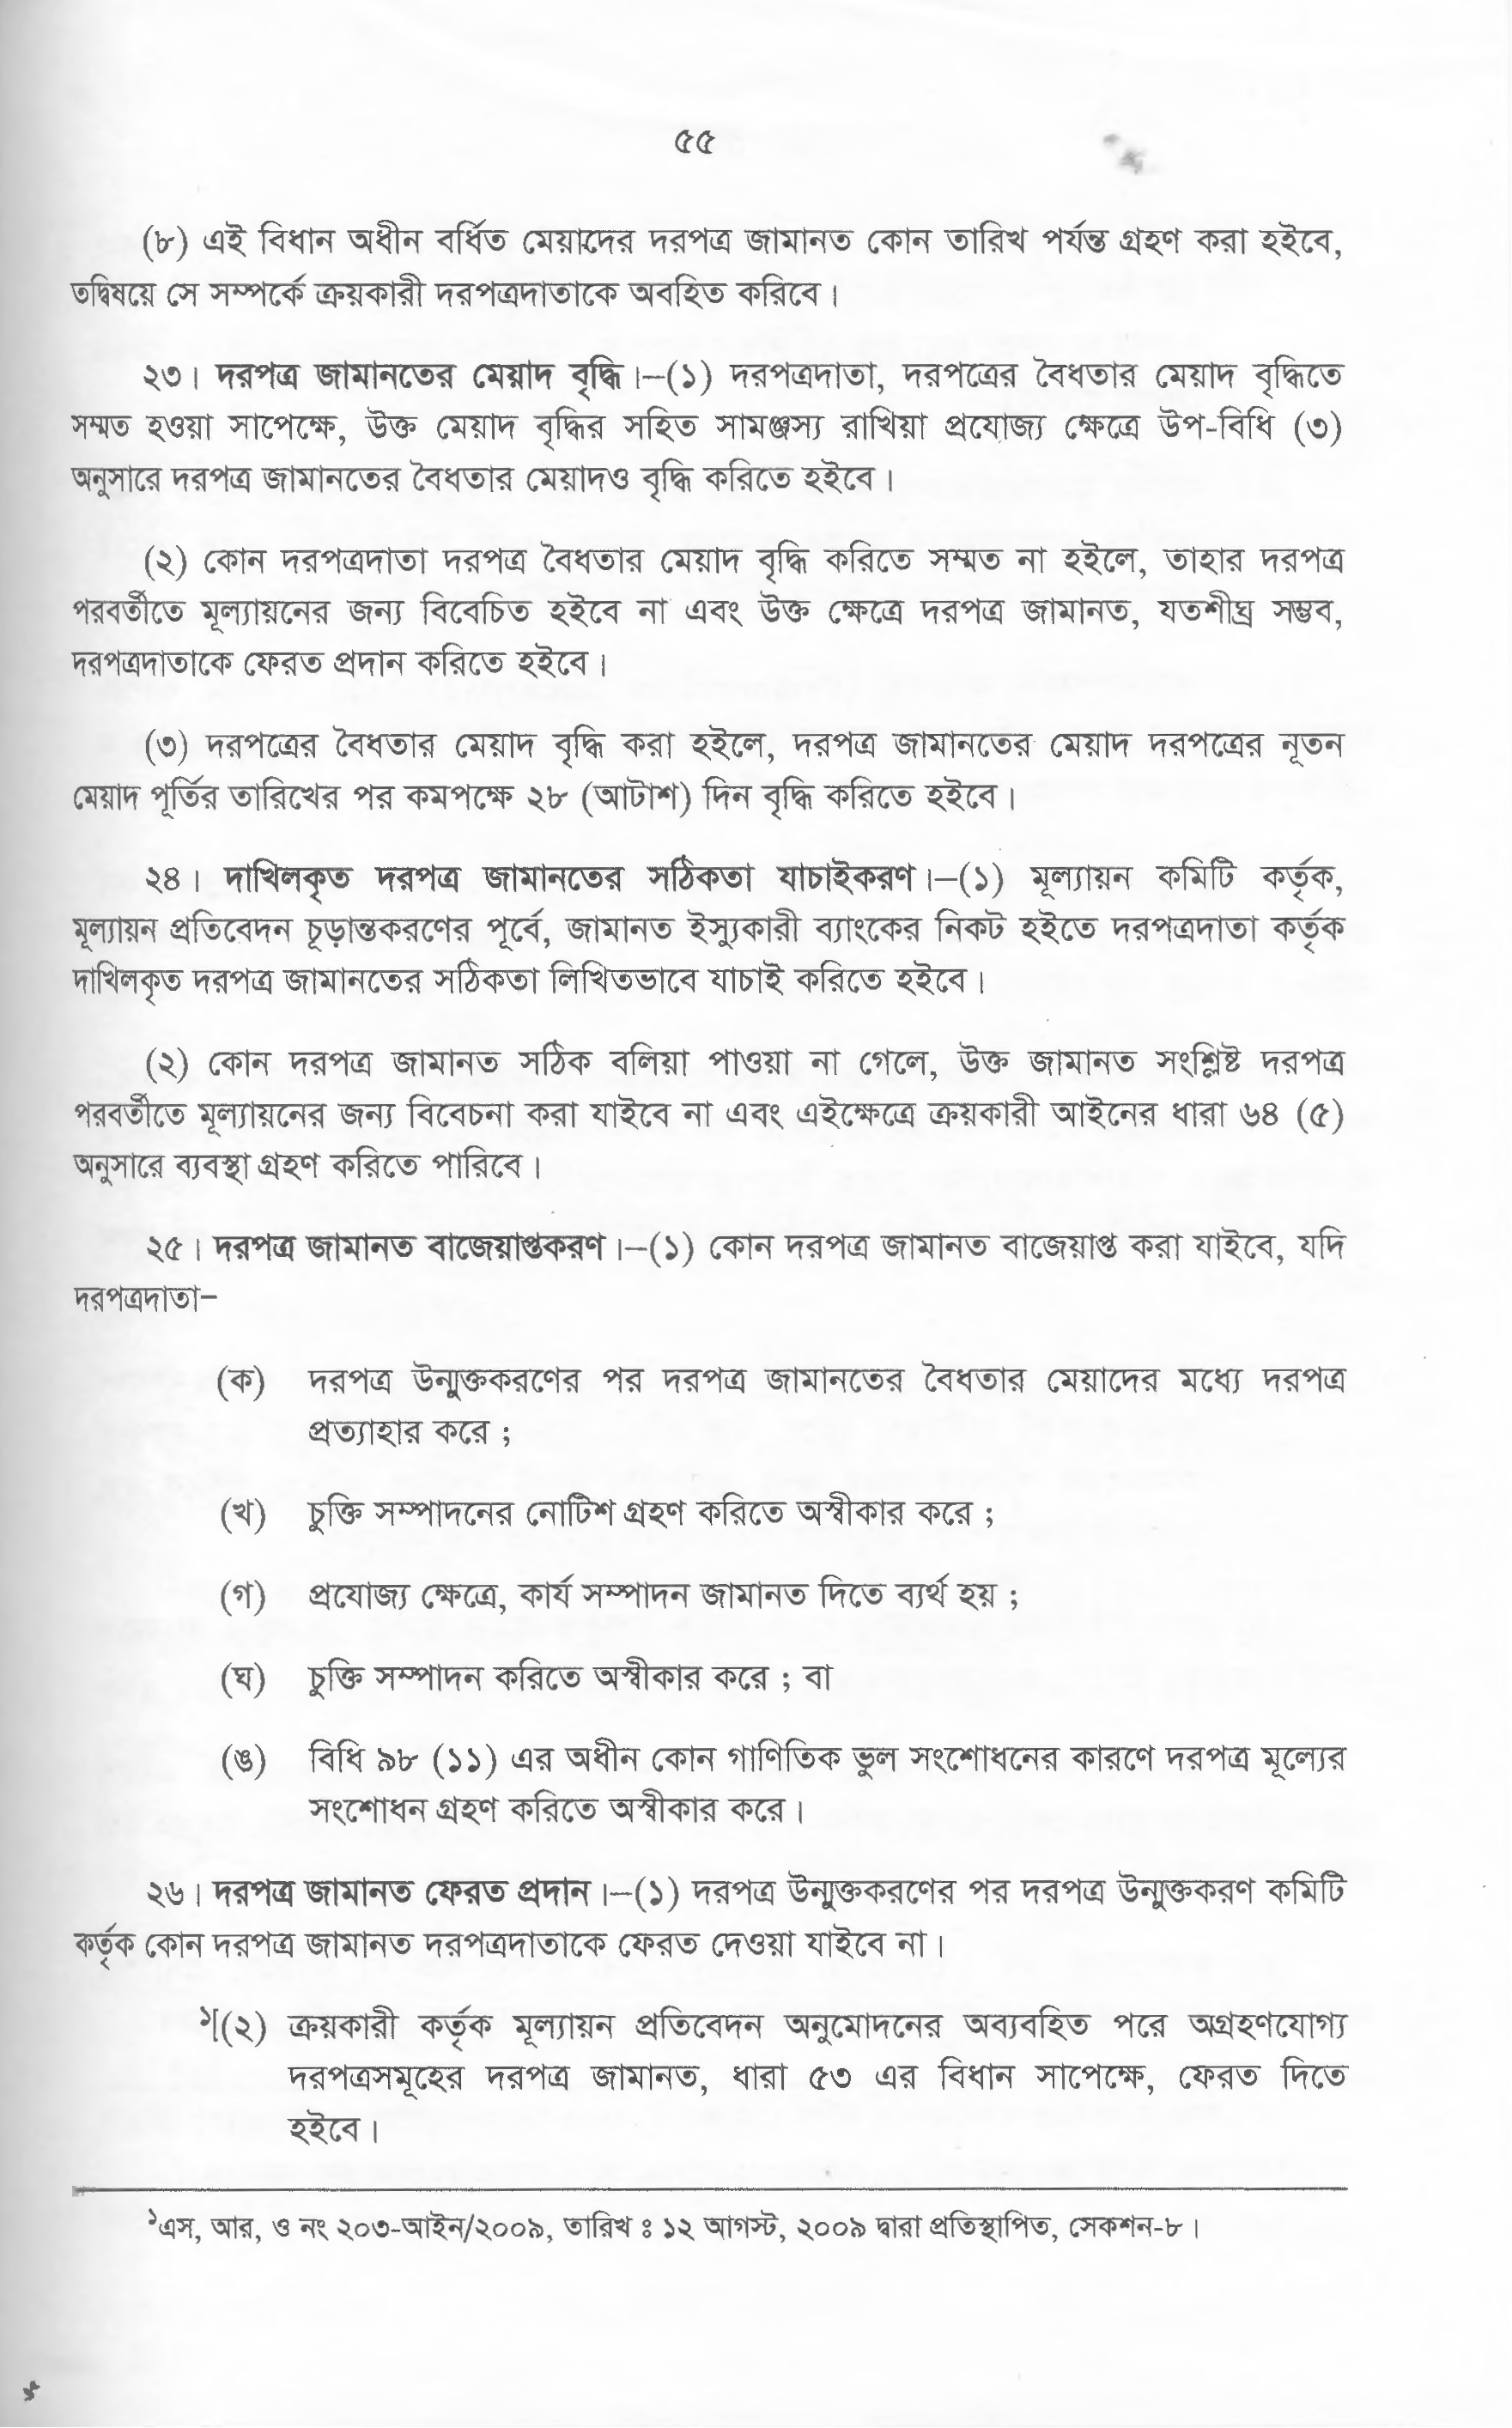 ৫৫
(৮) এই বিধান অধীন বর্ধিত মেয়াদের দরপত্র জামানত কোন তারিখ পর্যন্ত গ্রহণ করা হইবে,
তদ্বিষয়ে সে সম্পর্কে ক্রয়কারী দরপত্রদাতাকে অবহিত করিবে।
২৩। দরপত্র জামানতের মেয়াদ বৃদ্ধি।–(১) দরপত্রদাতা, দরপত্রের বৈধতার মেয়াদ বৃদ্ধিতে
সম্মত হওয়া সাপেক্ষে, উক্ত মেয়াদ বৃদ্ধির সহিত সামঞ্জস্য রাখিয়া প্রযোজ্য ক্ষেত্রে উপ-বিধি (৩)
অনুসারে দরপত্র জামানতের বৈধতার মেয়াদও বৃদ্ধি করিতে হইবে।
(২) কোন দরপত্রদাতা দরপত্র বৈধতার মেয়াদ বৃদ্ধি করিতে সম্মত না হইলে, তাহার দরপত্র
পরবর্তীতে মূল্যায়নের জন্য বিবেচিত হইবে না এবং উক্ত ক্ষেত্রে দরপত্র জামানত, যতশীঘ্র সম্ভব,
দরপত্রদাতাকে ফেরত প্রদান করিতে হইবে।
(৩) দরপত্রের বৈধতার মেয়াদ বৃদ্ধি করা হইলে, দরপত্র জামানতের মেয়াদ দরপত্রের নূতন
মেয়াদ পূর্তির তারিখের পর কমপক্ষে ২৮ (আটাশ) দিন বৃদ্ধি করিতে হইবে।
২৪। দাখিলকৃত দরপত্র জামানতের সঠিকতা যাচাইকরণ।–(১) মূল্যায়ন কমিটি কর্তৃক,
মূল্যায়ন প্রতিবেদন চূড়ান্তকরণের পূর্বে, জামানত ইস্যুকারী ব্যাংকের নিকট হইতে দরপত্রদাতা কর্তৃক
দাখিলকৃত দরপত্র জামানতের সঠিকতা লিখিতভাবে যাচাই করিতে হইবে।
(২) কোন দরপত্র জামানত সঠিক বলিয়া পাওয়া না গেলে, উক্ত জামানত সংশ্লিষ্ট দরপত্র
পরবর্তীতে মূল্যায়নের জন্য বিবেচনা করা যাইবে না এবং এইক্ষেত্রে ক্রয়কারী আইনের ধারা ৬৪ (৫)
অনুসারে ব্যবস্থা গ্রহণ করিতে পারিবে।
২৫। দরপত্র জামানত বাজেয়াপ্তকরণ।–(১) কোন দরপত্র জামানত বাজেয়াপ্ত করা যাইবে, যদি
দরপত্রদাতা–
(ক) দরপত্র উন্মুক্তকরণের পর দরপত্র জামানতের বৈধতার মেয়াদের মধ্যে দরপত্র
প্রত্যাহার করে ;
(খ) চুক্তি সম্পাদনের নোটিশ গ্রহণ করিতে অস্বীকার করে ;
(গ) প্রযোজ্য ক্ষেত্রে, কার্য সম্পাদন জামানত দিতে ব্যর্থ হয় ;
(ঘ) চুক্তি সম্পাদন করিতে অস্বীকার করে ; বা
(ঙ) বিধি ৯৮ (১১) এর অধীন কোন গাণিতিক ভুল সংশোধনের কারণে দরপত্র মূল্যের
সংশোধন গ্রহণ করিতে অস্বীকার করে।
২৬। দরপত্র জামানত ফেরত প্রদান।–(১) দরপত্র উন্মুক্তকরণের পর দরপত্র উন্মুক্তকরণ কমিটি
কর্তৃক কোন দরপত্র জামানত দরপত্রদাতাকে ফেরত দেওয়া যাইবে না।
১[(২) ক্রয়কারী কর্তৃক মূল্যায়ন প্রতিবেদন অনুমোদনের অব্যবহিত পরে অগ্রহণযোগ্য
দরপত্রসমূহের দরপত্র জামানত, ধারা ৫৩ এর বিধান সাপেক্ষে, ফেরত দিতে
হইবে।
১এস, আর, ও নং ২০৩-আইন/২০০৯, তারিখ ঃ ১২ আগস্ট, ২০০৯ দ্বারা প্রতিস্থাপিত, সেকশন-৮।